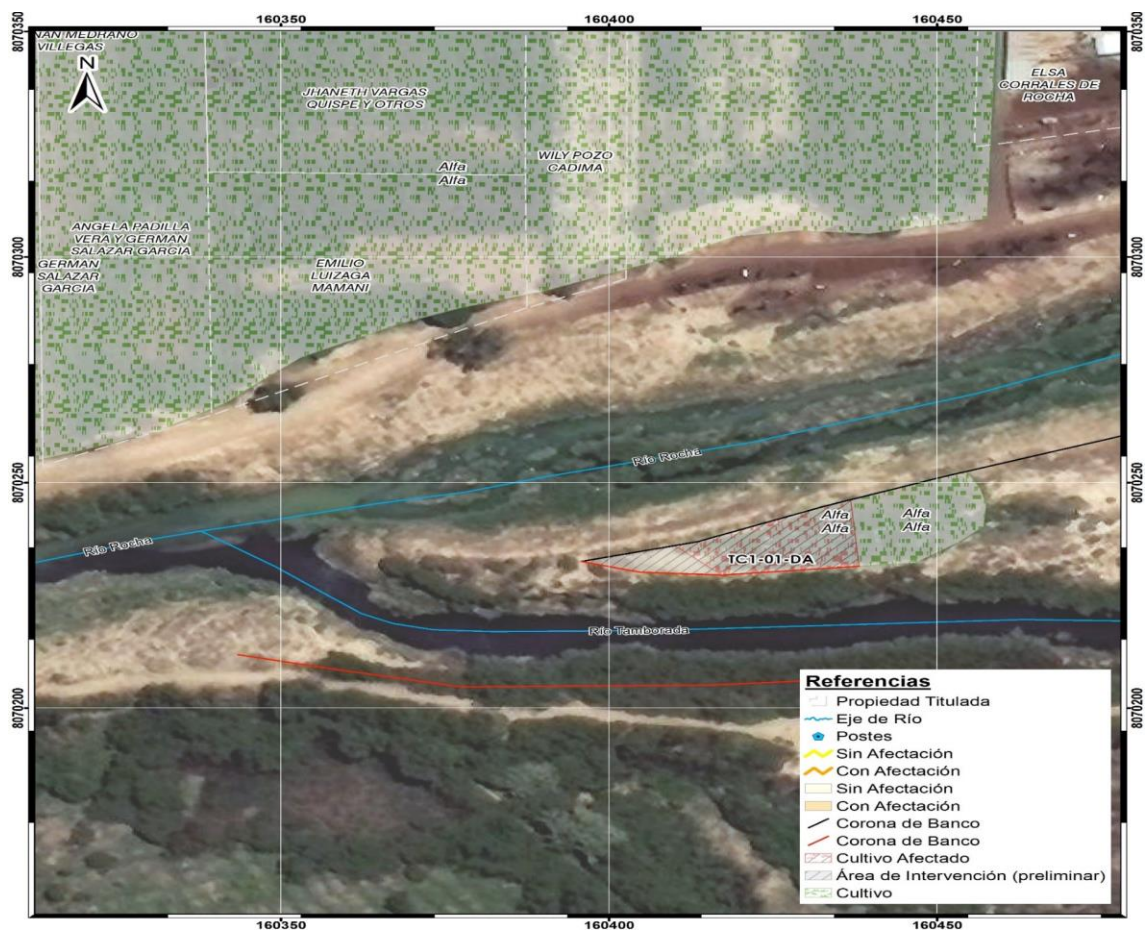 160350
160400
160450
8070350
8070350
NAN MEDRANO
VILLEGAS
N
JHANETH VARGAS
QUISPE Y OTROS
ELSA
CORRALES DE
ROCHA
WILY POZO
CADIMA
Alfa
Alfa
ANGELA PADILLA
VERA Y GERMAN
SALAZAR GARCIA
GERMAN
SALAZAR
GARCIA
EMILIO
LUIZAGA
MAMANI
8070300
8070300
Río Rocha
8070250
8070250
Alfa
Alfa
Alfa
Alfa
Río Rocha
TC1-01-DA
Río Tamborada
8070200
8070200
Referencias
Propiedad Titulada
Eje de Río
Postes
Sin Afectación
Con Afectación
Sin Afectación
Con Afectación
Corona de Banco
Corona de Banco
Cultivo Afectado
Área de Intervención (preliminar)
Cultivo
160350
160400
160450